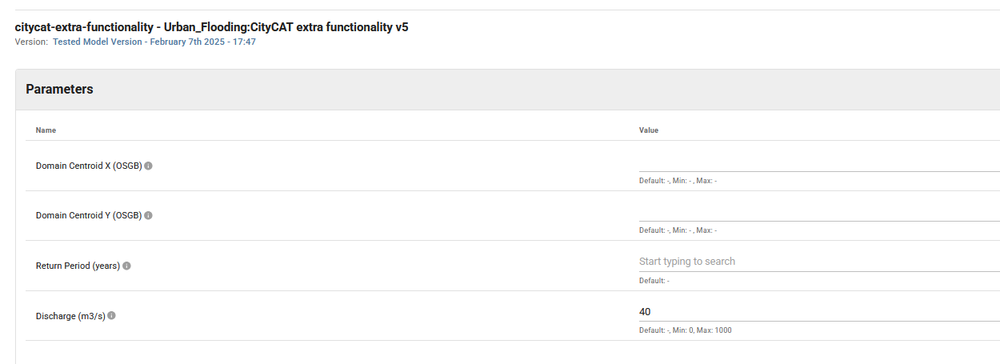 citycat-extra-functionality - Urban_Flooding:CityCAT extra functionality v5
Version: Tested Model Version - February 7th 2025 - 17:47
Parameters
Name Value
Domain Centroid X (OSGB)
Default: -, Min: - , Max: -
Domain Centroid Y (OSGB)
Default: -, Min: - , Max: -
Return Period (years) Start typing to search
Default: -
Discharge (m3/s) 40
Default: -, Min: 0, Max: 1000